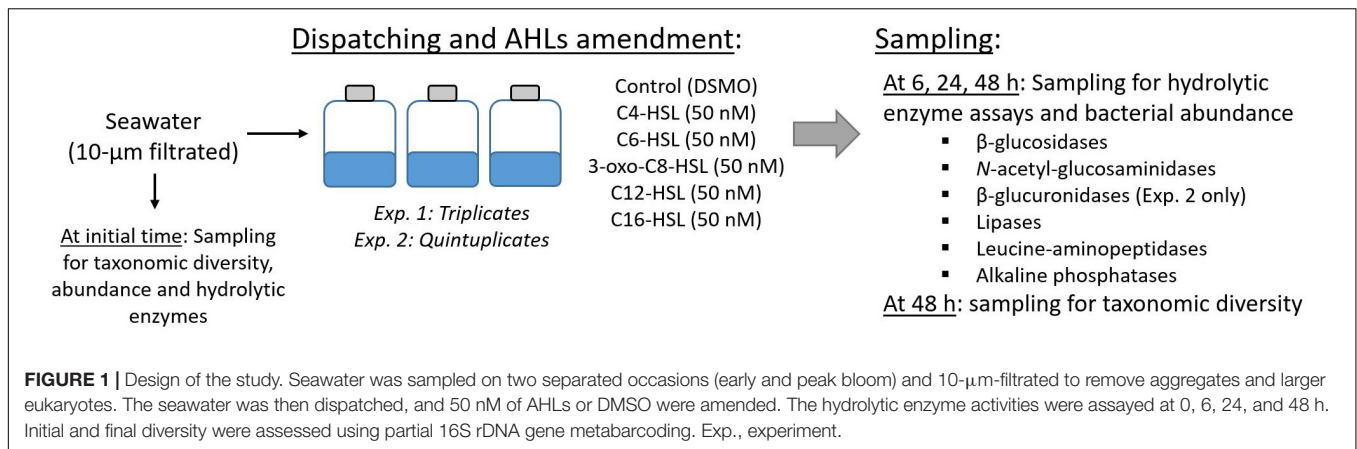 Dispatching and AHLs amendment:
Seawater
(10-µm filtrated)
At initial time: Sampling
for taxonomic diversity,
abundance and hydrolytic
enzymes
Exp. 1: Triplicates
Exp. 2: Quintuplicates
Control (DSMO)
C4-HSL (50 nM)
C6-HSL (50 nM)
3-oxo-C8-HSL (50 nM)
C12-HSL (50 nM)
C16-HSL (50 nM)
Sampling:
At 6, 24, 48 h: Sampling for hydrolytic
enzyme assays and bacterial abundance
▪ β-glucosidases
▪ N-acetyl-glucosaminidases
▪ β-glucuronidases (Exp. 2 only)
▪ Lipases
▪ Leucine-aminopeptidases
▪ Alkaline phosphatases
At 48 h: sampling for taxonomic diversity
FIGURE 1 | Design of the study. Seawater was sampled on two separated occasions (early and peak bloom) and 10-µm-filtrated to remove aggregates and larger
eukaryotes. The seawater was then dispatched, and 50 nM of AHLs or DMSO were amended. The hydrolytic enzyme activities were assayed at 0, 6, 24, and 48 h.
Initial and final diversity were assessed using partial 16S rDNA gene metabarcoding. Exp., experiment.